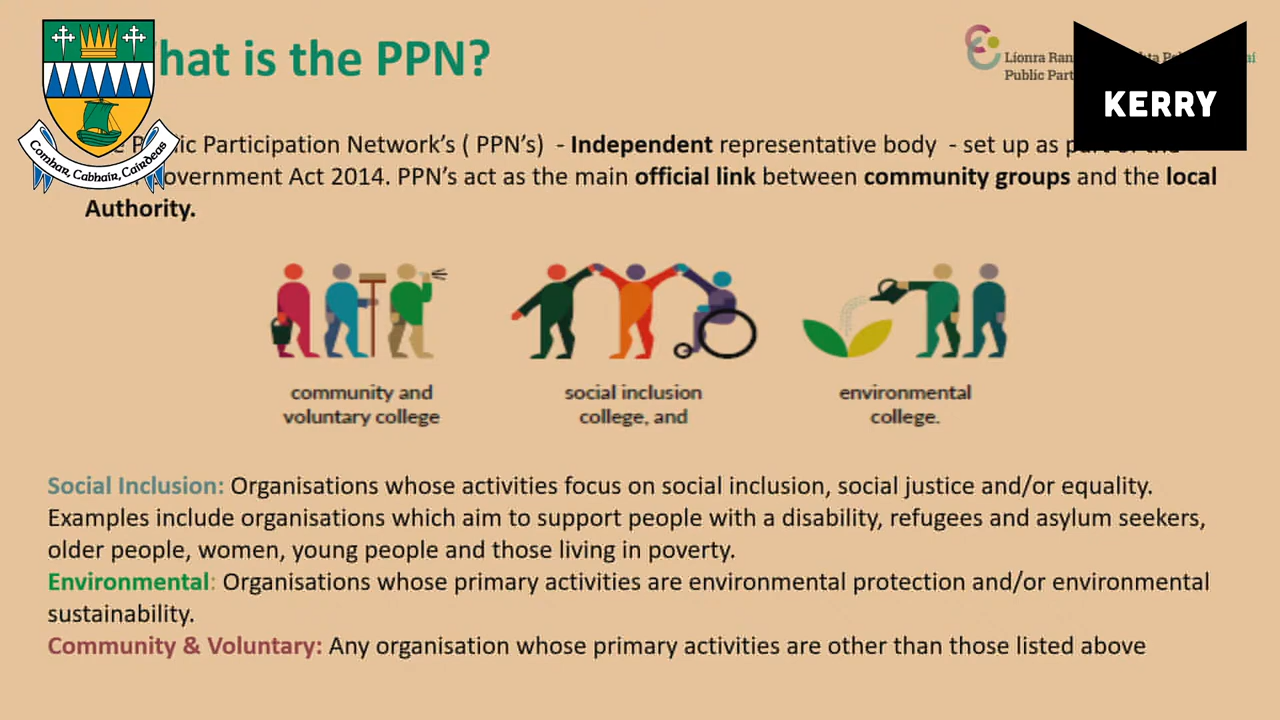 hat is the PPN?
Líonra Ran
Public Part
KERRY
Comhar, Cabhair, Cairdeas
ic Participation Network’s ( PPN’s) - Independent representative body - set up as part of the
overnment Act 2014. PPN’s act as the main official link between community groups and the local
Authority.
community and
voluntary college
social inclusion
college, and
environmental
college.
Social Inclusion: Organisations whose activities focus on social inclusion, social justice and/or equality.
Examples include organisations which aim to support people with a disability, refugees and asylum seekers,
older people, women, young people and those living in poverty.
Environmental: Organisations whose primary activities are environmental protection and/or environmental
sustainability.
Community & Voluntary: Any organisation whose primary activities are other than those listed above